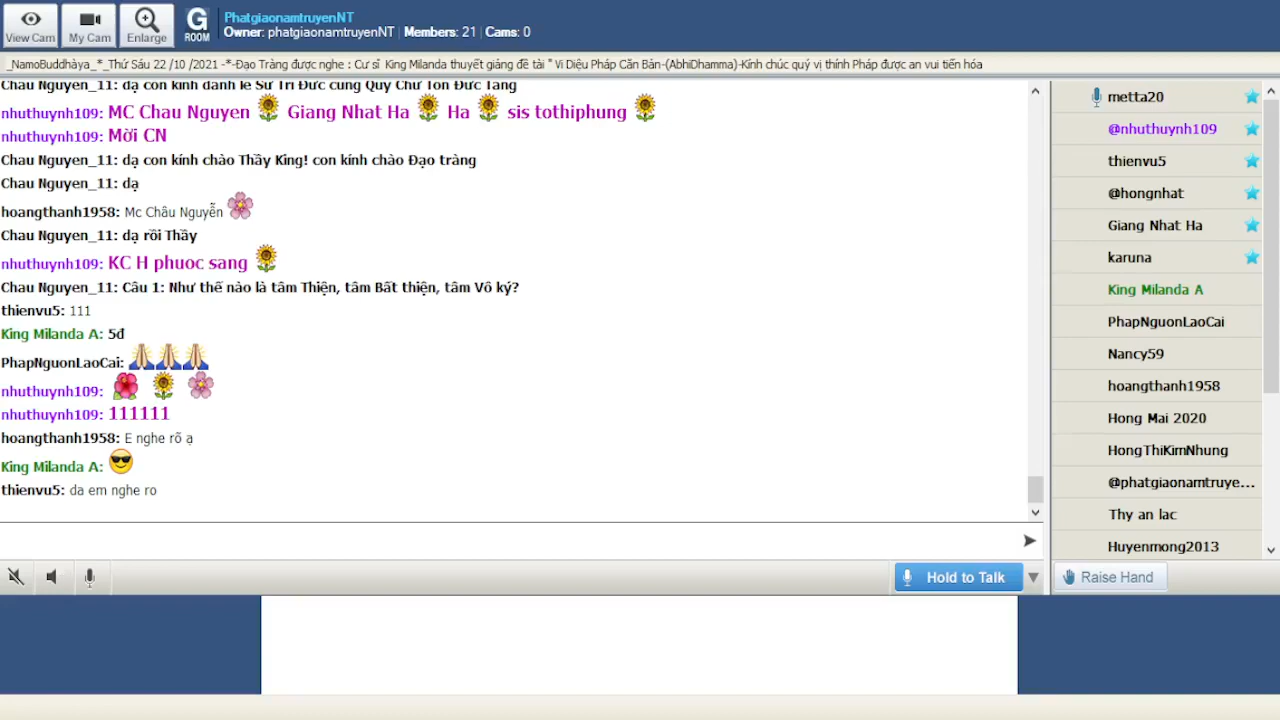 View Cam
My Cam
Enlarge
G
ROOM
PhatgiaonamtruyenNT
Owner: phatgiaonamtruyenNT | Members: 21 | Cams: 0
_NamoBuddhàya_*_Thứ Sáu 22 /10 /2021 -*-Đạo Tràng được nghe : Cư sĩ King Milanda thuyết giảng đề tài " Vi Diệu Pháp Căn Bản-(AbhiDhamma)-Kính chúc quý vị thính Pháp được an vui tiến hóa
Chau Nguyen_11: dạ con kính đảnh lễ Sư Trí Đức cùng Quý Chư Tôn Đức Tăng
nhuthuynh109: MC Chau Nguyen Giang Nhat Ha Ha sis tothiphung
nhuthuynh109: Mời CN
Chau Nguyen_11: dạ con kính chào Thầy King! con kính chào Đạo tràng
Chau Nguyen_11: dạ
hoangthanh1958: Mc Châu Nguyễn
Chau Nguyen_11: dạ rồi Thầy
nhuthuynh109: KC H phuoc sang
Chau Nguyen_11: Câu 1: Như thế nào là tâm Thiện, tâm Bất thiện, tâm Vô ký?
thienvu5: 111
King Milanda A: 5đ
PhapNguonLaoCai:
nhuthuynh109:
nhuthuynh109: 111111
hoangthanh1958: E nghe rõ ạ
King Milanda A:
thienvu5: da em nghe ro
Hold to Talk
metta20
@nhuthuynh109
thienvu5
@hongnhat
Giang Nhat Ha
karuna
King Milanda A
PhapNguonLaoCai
Nancy59
hoangthanh1958
Hong Mai 2020
HongThiKimNhung
@phatgiaonamtruye...
Thy an lac
Huyenmong2013
Raise Hand